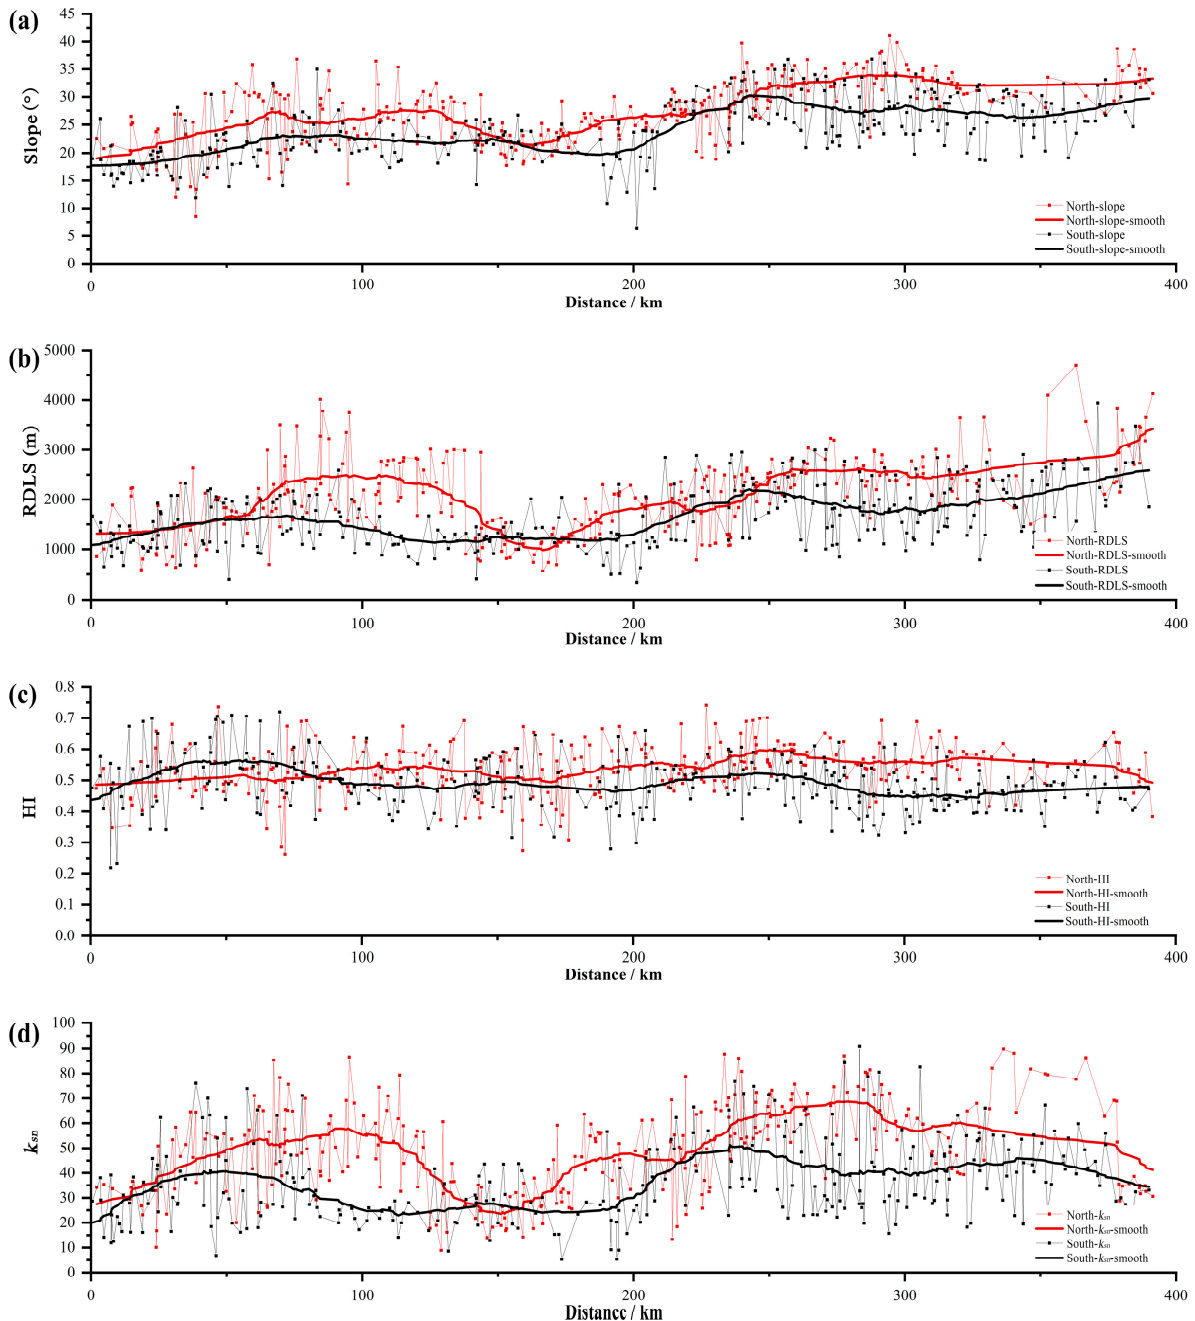 (a)
45
40
35
30
25
20
15
10
5
0
Slope (°)
North-slope
North-slope-smooth
South-slope
South-slope-smooth
0 100 200 300 400
Distance / km
(b)
5000
4000
3000
2000
1000
0
RDLS (m)
North-RDLS
North-RDLS-smooth
South-RDLS
South-RDLS-smooth
0 100 200 300 400
Distance / km
(c)
0.8
0.7
0.6
0.5
0.4
0.3
0.2
0.1
0.0
HI
North-HI
North-HI-smooth
South-HI
South-HI-smooth
0 100 200 300 400
Distance / km
(d)
100
90
80
70
60
50
40
30
20
10
0
ksn
North-ksn
North-ksn-smooth
South-ksn
South-ksn-smooth
0 100 200 300 400
Distance / km